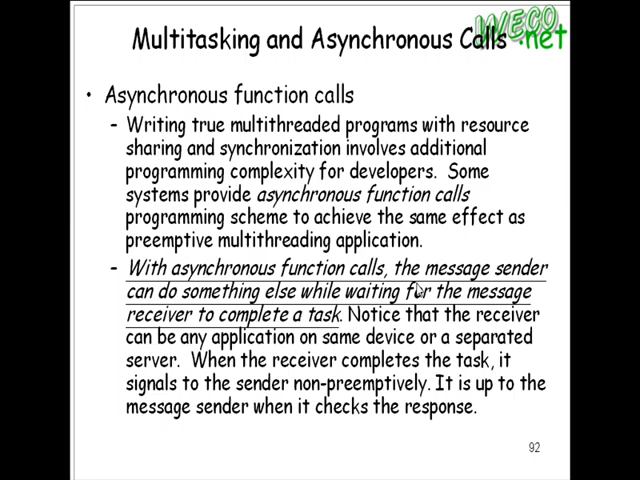 WECO
.net
Multitasking and Asynchronous Calls
• Asynchronous function calls
– Writing true multithreaded programs with resource
sharing and synchronization involves additional
programming complexity for developers. Some
systems provide asynchronous function calls
programming scheme to achieve the same effect as
preemptive multithreading application.
– With asynchronous function calls, the message sender
can do something else while waiting for the message
receiver to complete a task. Notice that the receiver
can be any application on same device or a separated
server. When the receiver completes the task, it
signals to the sender non-preemptively. It is up to the
message sender when it checks the response.
92